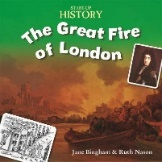 START-UP
HISTORY
The Great Fire
of London
Jane Bingham & Ruth Nason